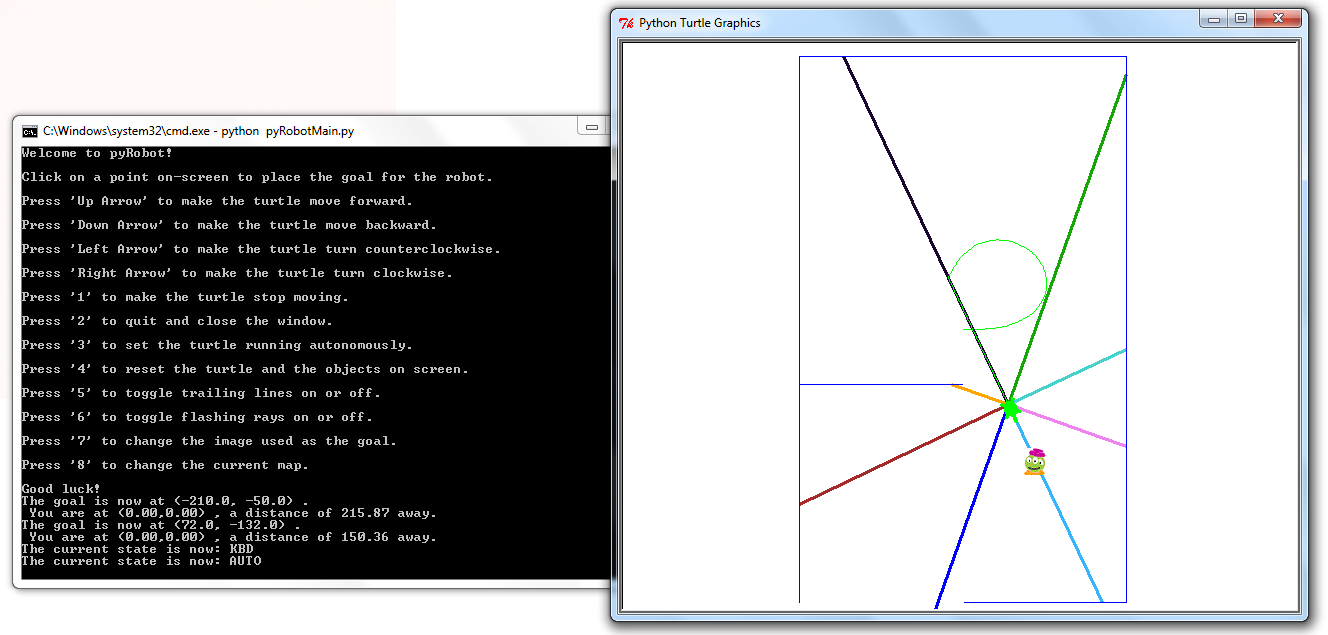 Python Turtle Graphics
C:\Windows\system32\cmd.exe - python  pyRobotMain.py
Welcome to pyRobot!
Click on a point on-screen to place the goal for the robot.
Press 'Up Arrow' to make the turtle move forward.
Press 'Down Arrow' to make the turtle move backward.
Press 'Left Arrow' to make the turtle turn counterclockwise.
Press 'Right Arrow' to make the turtle turn clockwise.
Press '1' to make the turtle stop moving.
Press '2' to quit and close the window.
Press '3' to set the turtle running autonomously.
Press '4' to reset the turtle and the objects on screen.
Press '5' to toggle trailing lines on or off.
Press '6' to toggle flashing rays on or off.
Press '7' to change the image used as the goal.
Press '8' to change the current map.
Good luck!
The goal is now at (-210.0, -50.0) .
You are at (0.00,0.00) , a distance of 215.87 away.
The goal is now at (72.0, -132.0) .
You are at (0.00,0.00) , a distance of 150.36 away.
The current state is now: KBD
The current state is now: AUTO